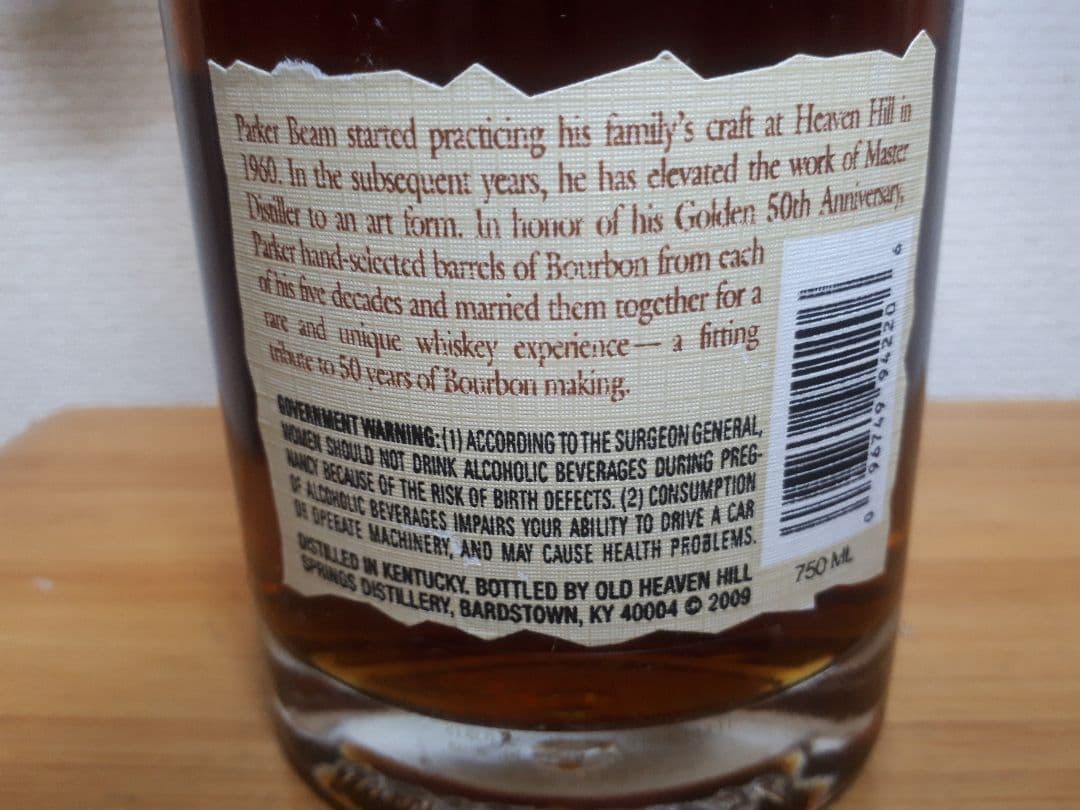 Parker Beam started practicing his family's craft at Heaven Hill in
1960. In the subsequent years, he has elevated the work of Master
Distiller to an art form. In honor of his Golden 50th Anniversary,
Parker hand-selected barrels of Bourbon from each
of his five decades and married them together for a
rare and unique whiskey experience— a fitting
tribute to 50 years of Bourbon making.
GOVERNMENT WARNING: (1) ACCORDING TO THE SURGEON GENERAL,
WOMEN SHOULD NOT DRINK ALCOHOLIC BEVERAGES DURING PREG-
NANCY BECAUSE OF THE RISK OF BIRTH DEFECTS. (2) CONSUMPTION
OF ALCOHOLIC BEVERAGES IMPAIRS YOUR ABILITY TO DRIVE A CAR
OR OPERATE MACHINERY, AND MAY CAUSE HEALTH PROBLEMS.
DISTILLED IN KENTUCKY. BOTTLED BY OLD HEAVEN HILL
SPRINGS DISTILLERY, BARDSTOWN, KY 40004 © 2009
0 96749 94220 6
750 ML